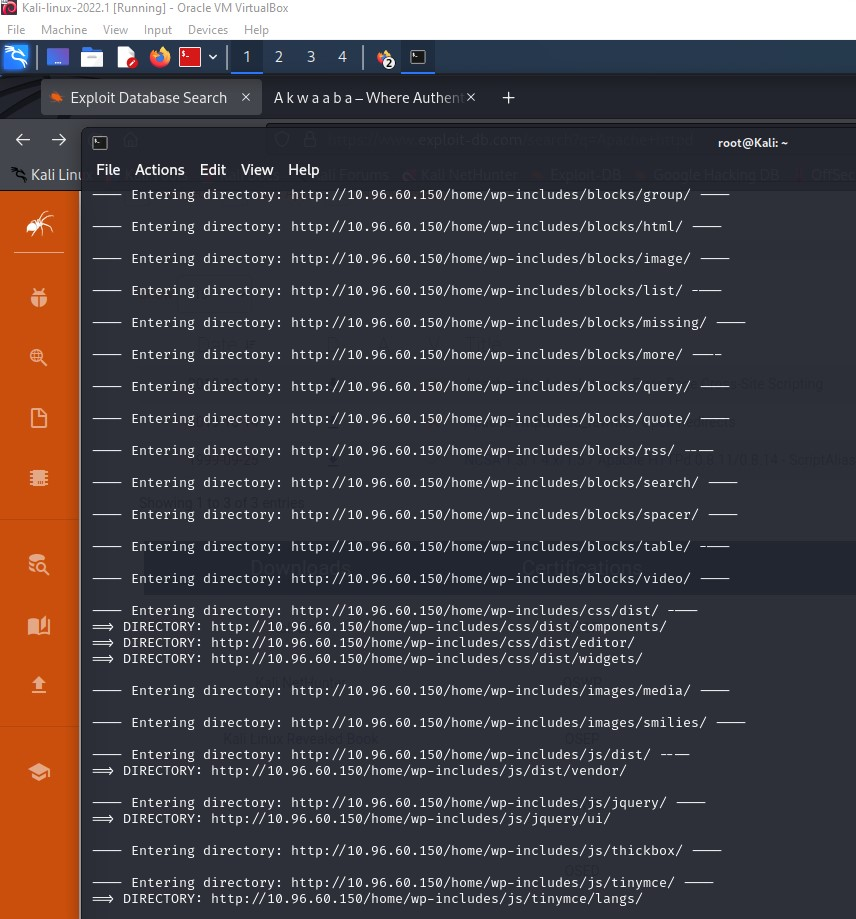 Kali-linux-2022.1 [Running] - Oracle VM VirtualBox
File Machine View Input Devices Help
1 2 3 4 2
Exploit Database Search × A k w a a b a – Where Authent × +
root@Kali: ~
File Actions Edit View Help
Kali Linu
—— Entering directory: http://10.96.60.150/home/wp-includes/blocks/group/ ——
—— Entering directory: http://10.96.60.150/home/wp-includes/blocks/html/ ——
—— Entering directory: http://10.96.60.150/home/wp-includes/blocks/image/ ——
—— Entering directory: http://10.96.60.150/home/wp-includes/blocks/list/ ——
—— Entering directory: http://10.96.60.150/home/wp-includes/blocks/missing/ ——
—— Entering directory: http://10.96.60.150/home/wp-includes/blocks/more/ ——
—— Entering directory: http://10.96.60.150/home/wp-includes/blocks/query/ ——
—— Entering directory: http://10.96.60.150/home/wp-includes/blocks/quote/ ——
—— Entering directory: http://10.96.60.150/home/wp-includes/blocks/rss/ ——
—— Entering directory: http://10.96.60.150/home/wp-includes/blocks/search/ ——
Showing 1 to 3 of 3 entries
—— Entering directory: http://10.96.60.150/home/wp-includes/blocks/spacer/ ——
—— Entering directory: http://10.96.60.150/home/wp-includes/blocks/table/ ——
Downloads Certifications
—— Entering directory: http://10.96.60.150/home/wp-includes/blocks/video/ ——
—— Entering directory: http://10.96.60.150/home/wp-includes/css/dist/ ——
⟹ DIRECTORY: http://10.96.60.150/home/wp-includes/css/dist/components/
⟹ DIRECTORY: http://10.96.60.150/home/wp-includes/css/dist/editor/
⟹ DIRECTORY: http://10.96.60.150/home/wp-includes/css/dist/widgets/
—— Entering directory: http://10.96.60.150/home/wp-includes/images/media/ ——
—— Entering directory: http://10.96.60.150/home/wp-includes/images/smilies/ ——
Kali Linux Revealed Book
—— Entering directory: http://10.96.60.150/home/wp-includes/js/dist/ ——
⟹ DIRECTORY: http://10.96.60.150/home/wp-includes/js/dist/vendor/
—— Entering directory: http://10.96.60.150/home/wp-includes/js/jquery/ ——
⟹ DIRECTORY: http://10.96.60.150/home/wp-includes/js/jquery/ui/
—— Entering directory: http://10.96.60.150/home/wp-includes/js/thickbox/ ——
—— Entering directory: http://10.96.60.150/home/wp-includes/js/tinymce/ ——
⟹ DIRECTORY: http://10.96.60.150/home/wp-includes/js/tinymce/langs/